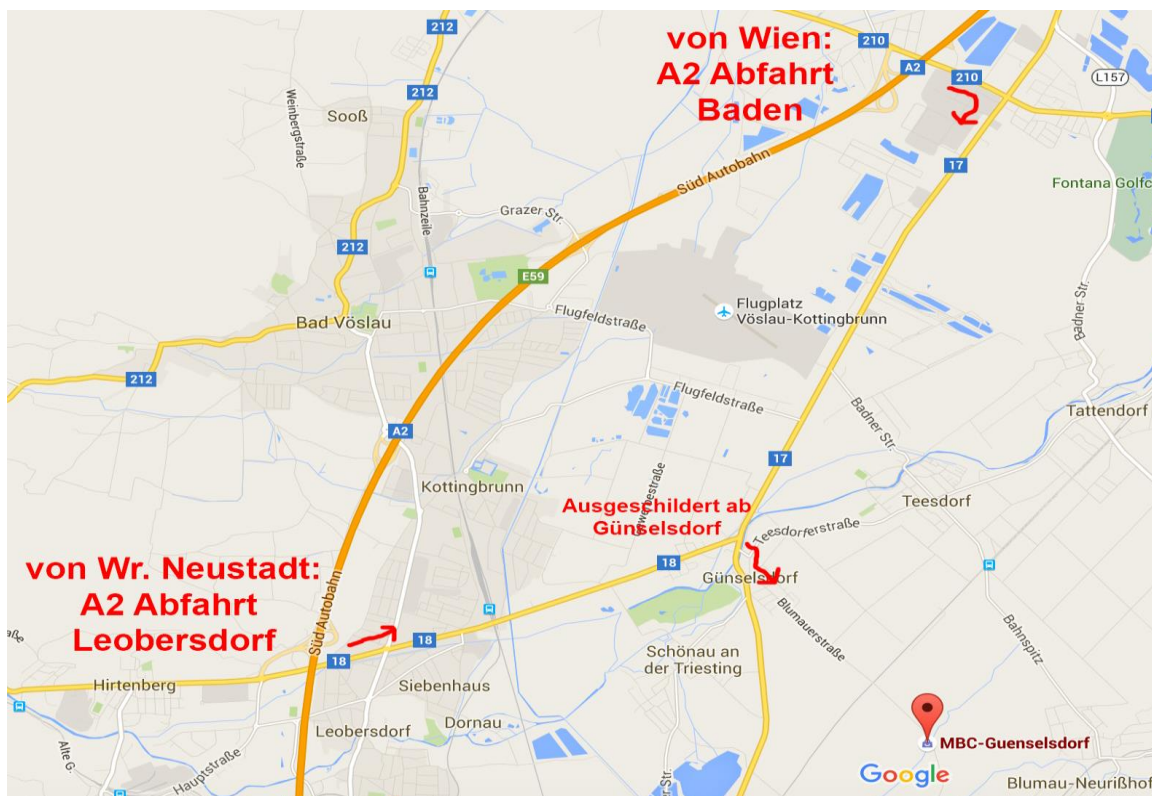 von Wien:
A2 Abfahrt
Baden
212
210
A2
210
L157
212
Weinbergstraße
Sooß
212
17
Süd Autobahn
Bahnzeile
Fontana Golfc
Grazer Str.
212
E59
Flugplatz
Vöslau-Kottingbrunn
Badner Str.
Bad Vöslau
Flugfeldstraße
212
Flugfeldstraße
Tattendorf
Badner Str.
A2
17
Kottingbrunn
Teesdorf
Ausgeschildert ab
Günselsdorf
Teesdorferstraße
von Wr. Neustadt:
A2 Abfahrt
Leobersdorf
Süd Autobahn
18
Günselsdorf
Blumauerstraße
Bahnspitz
18
18
Schönau an
der Triesting
Hirtenberg
Siebenhaus
Dornau
Leobersdorf
Alte G.
Hauptstraße
MBC-Guenselsdorf
Google
Blumau-Neurißhof